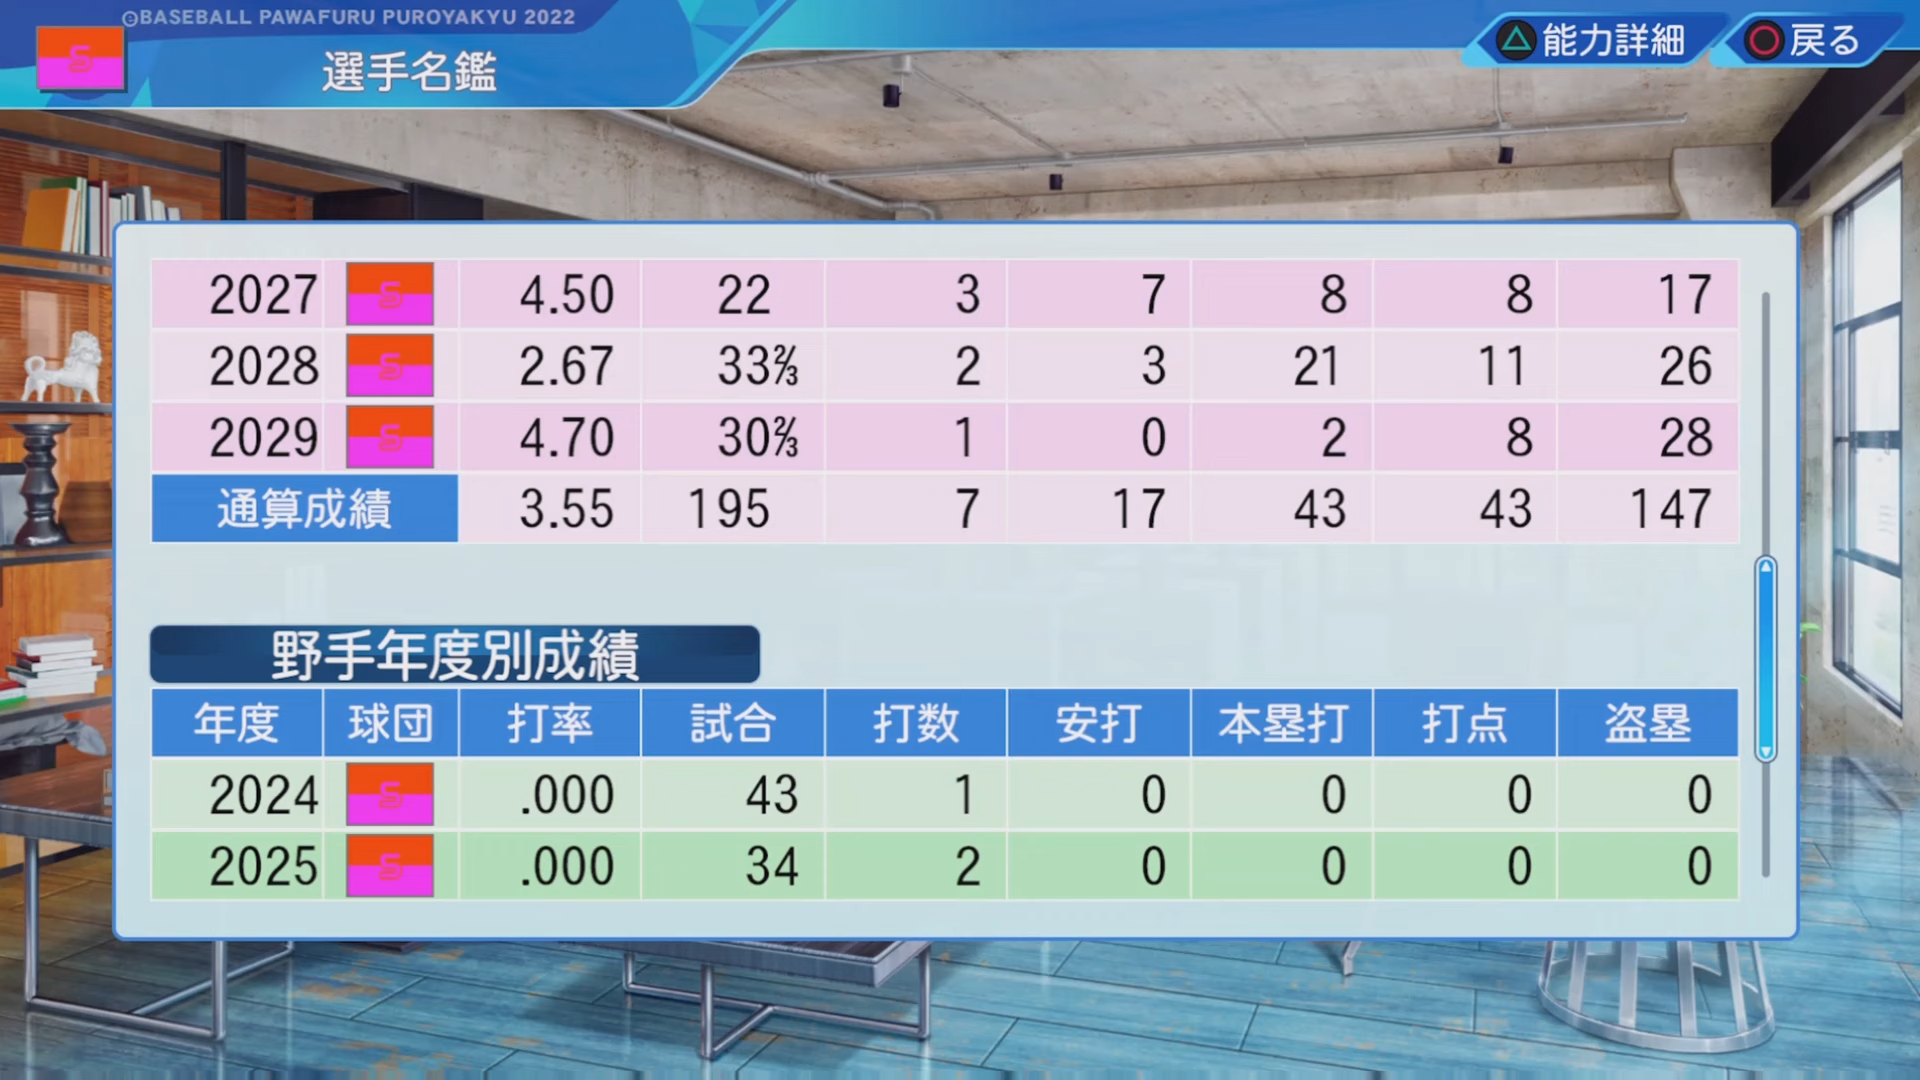 ©BASEBALL PAWAFURU PUROYAKYU 2022
S
選手名鑑
能力詳細
戻る
2027 S 4.50 22 3 7 8 8 17
2028 S 2.67 33⅔ 2 3 21 11 26
2029 S 4.70 30⅔ 1 0 2 8 28
通算成績 3.55 195 7 17 43 43 147
野手年度別成績
年度 球団 打率 試合 打数 安打 本塁打 打点 盗塁
2024 S .000 43 1 0 0 0 0
2025 S .000 34 2 0 0 0 0